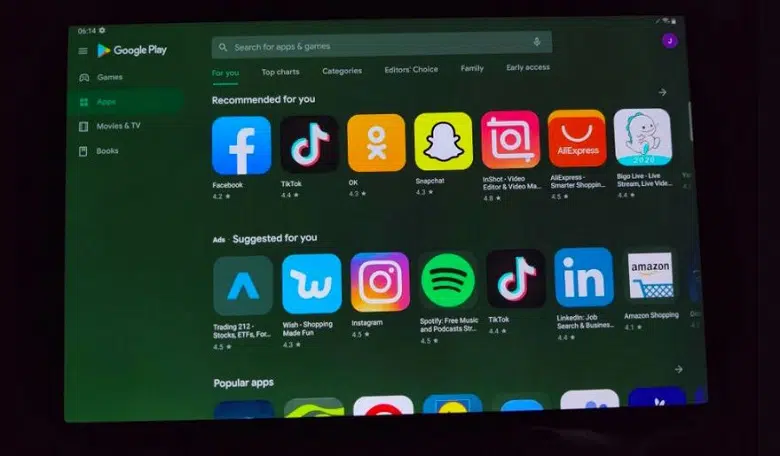 06:14
Google Play
Search for apps & games
J
Games
Apps
Movies & TV
Books
For you
Top charts
Categories
Editors' Choice
Family
Early access
Recommended for you
Facebook
4.2 ★
TikTok
4.4 ★
OK
4.3 ★
Snapchat
4.3 ★
InShot - Video
Editor & Video Ma...
4.8 ★
AliExpress
AliExpress -
Smarter Shoppin...
4.5 ★
2020
Bigo Live - Live
Stream, Live Vide...
4.4 ★
Ads · Suggested for you
Trading 212 -
Stocks, ETFs, For...
4.5 ★
Wish - Shopping
Made Fun
4.3 ★
Instagram
4.5 ★
Spotify: Free Music
and Podcasts Str...
4.5 ★
TikTok
4.4 ★
in
LinkedIn: Job
Search & Busines...
4.4 ★
amazon
Amazon Shopping
4.1 ★
Popular apps